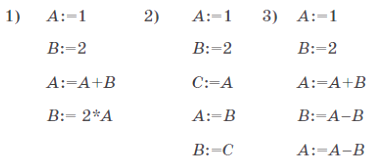 1) A:=1 2) A:=1 3) A:=1
B:=2 B:=2 B:=2
A:=A+B C:=A A:=A+B
B:= 2*A A:=B B:=A–B
B:=C A:=A–B